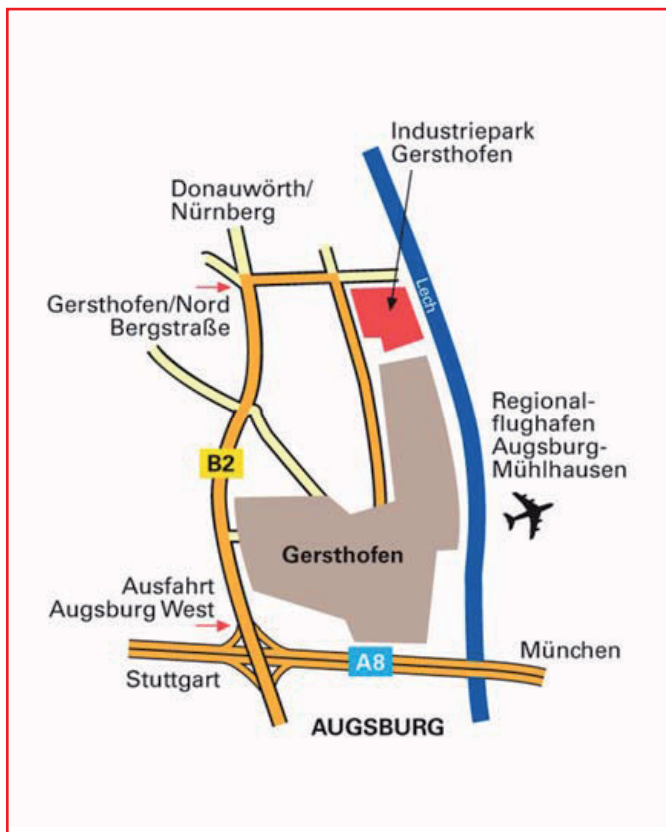 Industriepark
Gersthofen
Donauwörth/
Nürnberg
Lech
Gersthofen/Nord
Bergstraße
Regional-
flughafen
Augsburg-
Mühlhausen
B2
Gersthofen
Ausfahrt
Augsburg West
München
A8
Stuttgart
AUGSBURG